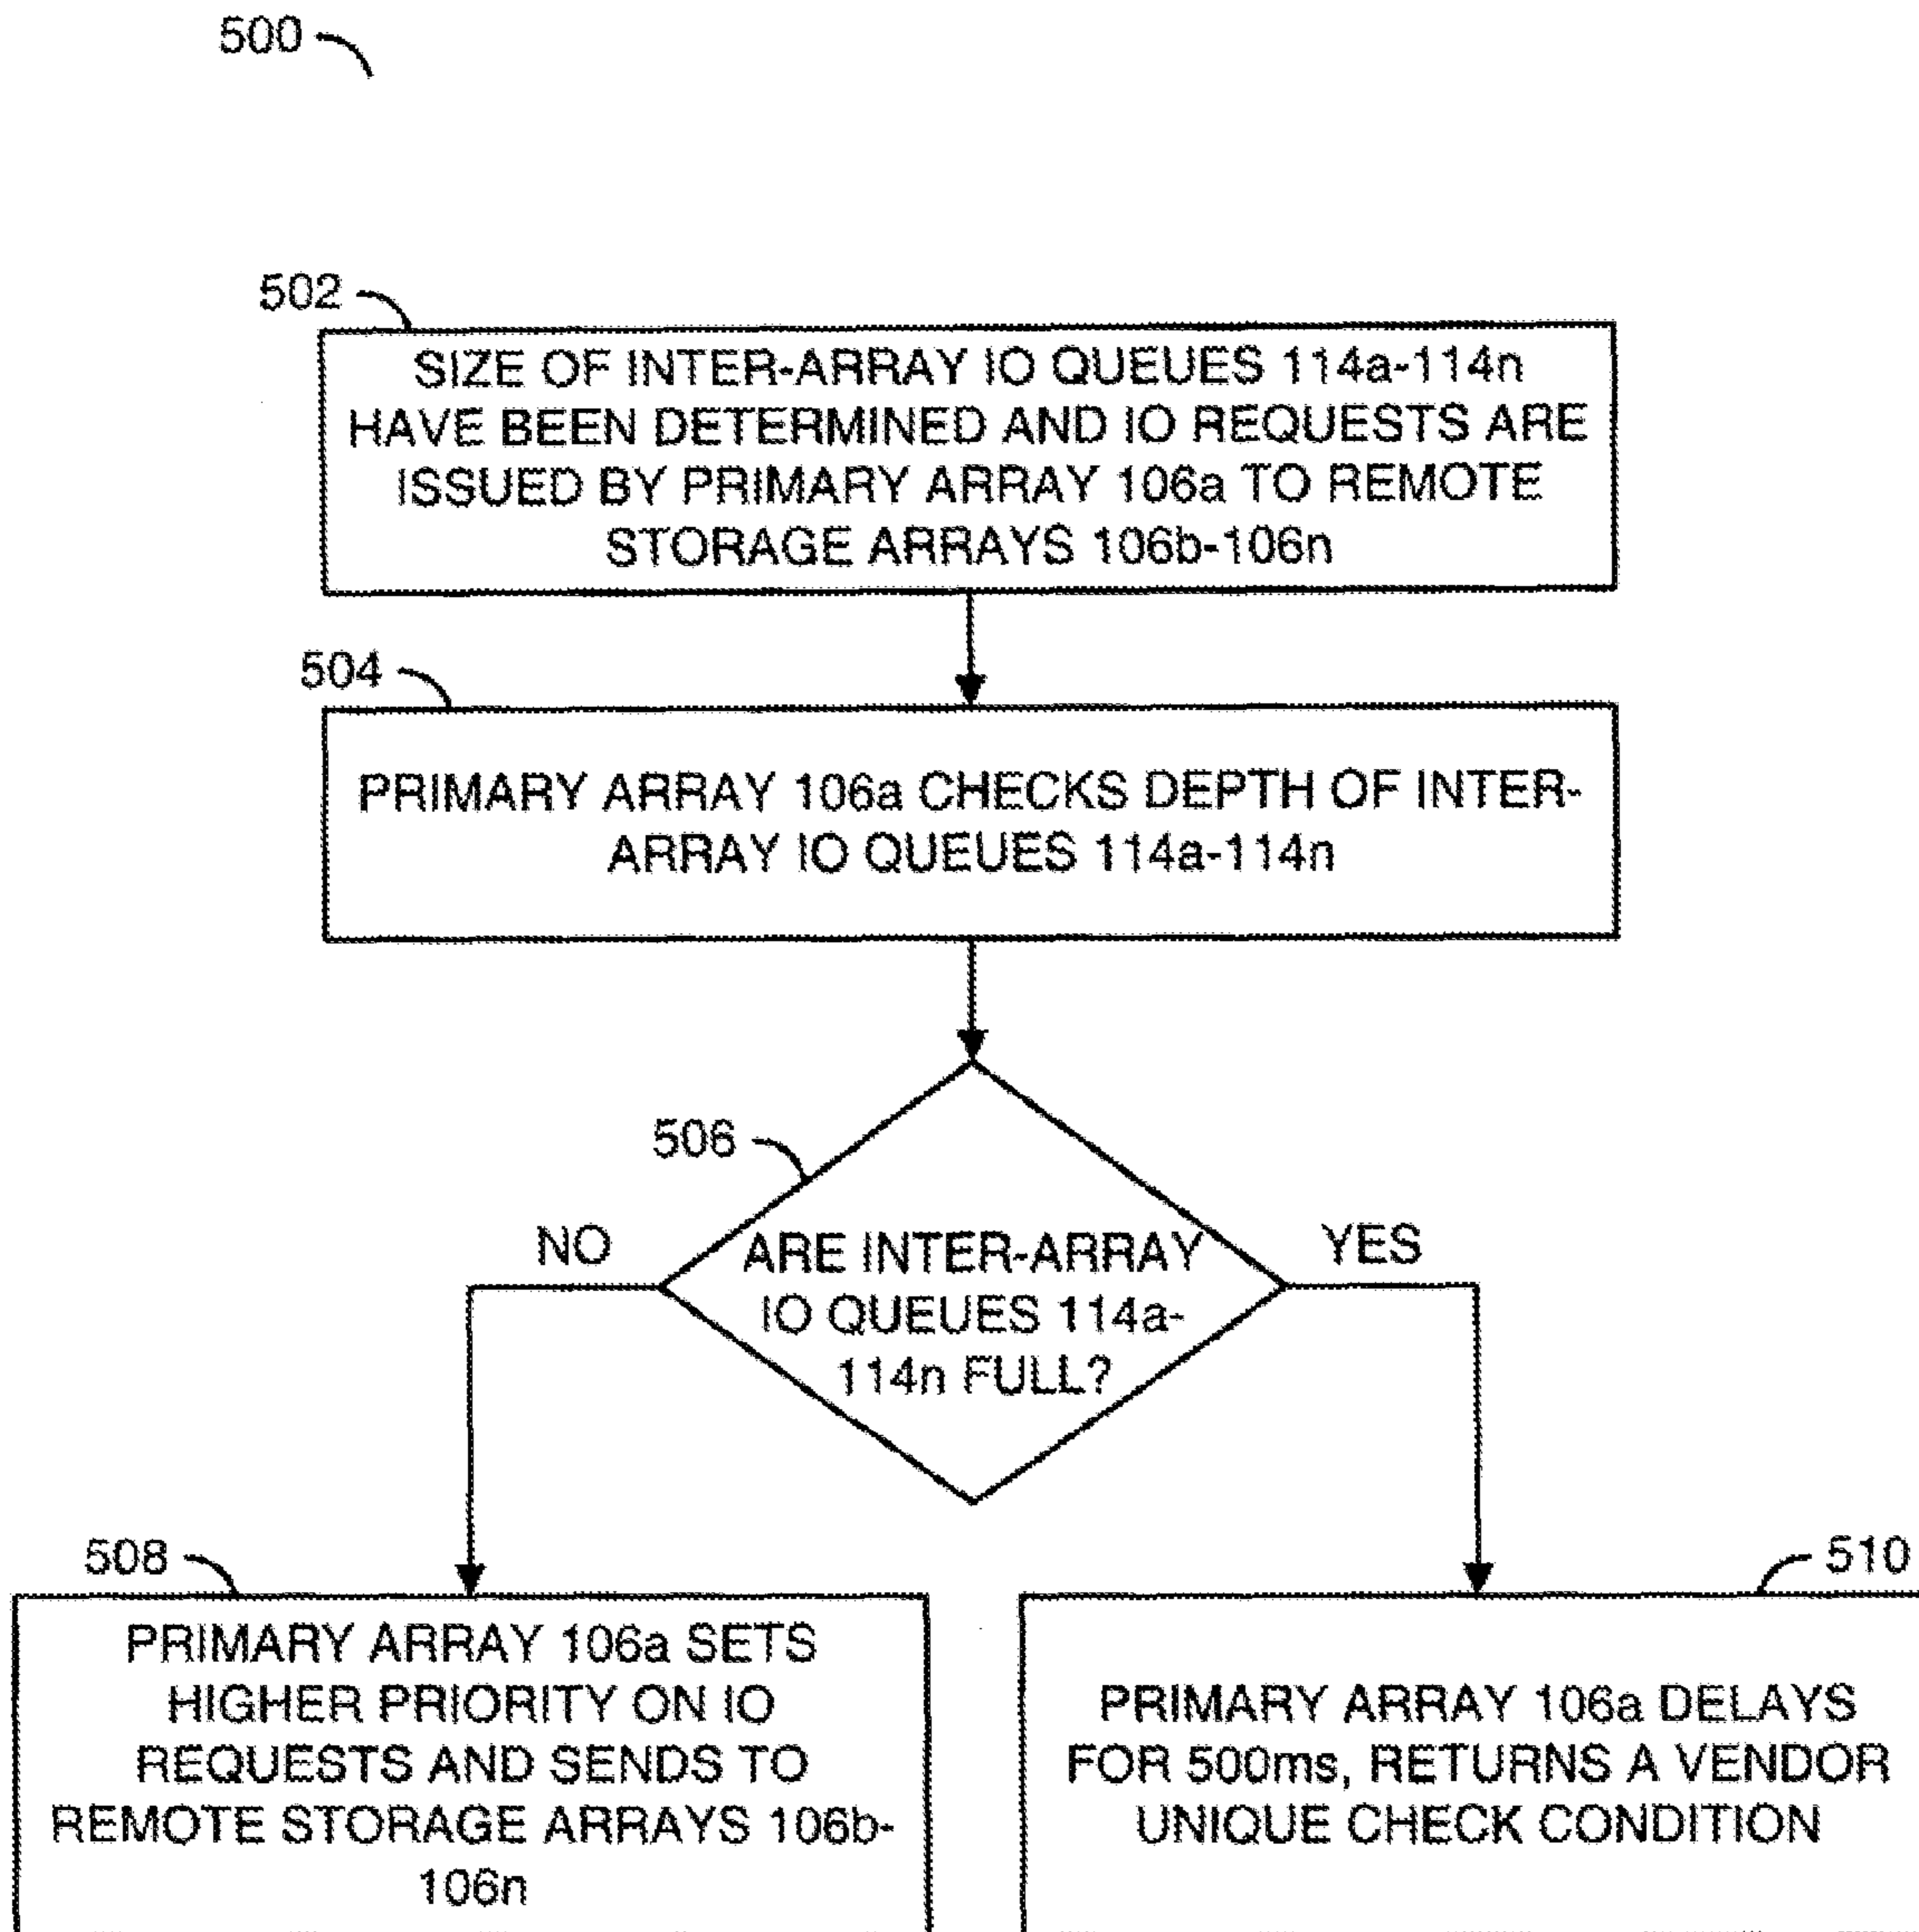 500
502
SIZE OF INTER-ARRAY IO QUEUES 114a-114n
HAVE BEEN DETERMINED AND IO REQUESTS ARE
ISSUED BY PRIMARY ARRAY 106a TO REMOTE
STORAGE ARRAYS 106b-106n
504
PRIMARY ARRAY 106a CHECKS DEPTH OF INTER-
ARRAY IO QUEUES 114a-114n
506
NO
YES
ARE INTER-ARRAY
IO QUEUES 114a-
114n FULL?
508
PRIMARY ARRAY 106a SETS
HIGHER PRIORITY ON IO
REQUESTS AND SENDS TO
REMOTE STORAGE ARRAYS 106b-
106n
510
PRIMARY ARRAY 106a DELAYS
FOR 500ms, RETURNS A VENDOR
UNIQUE CHECK CONDITION